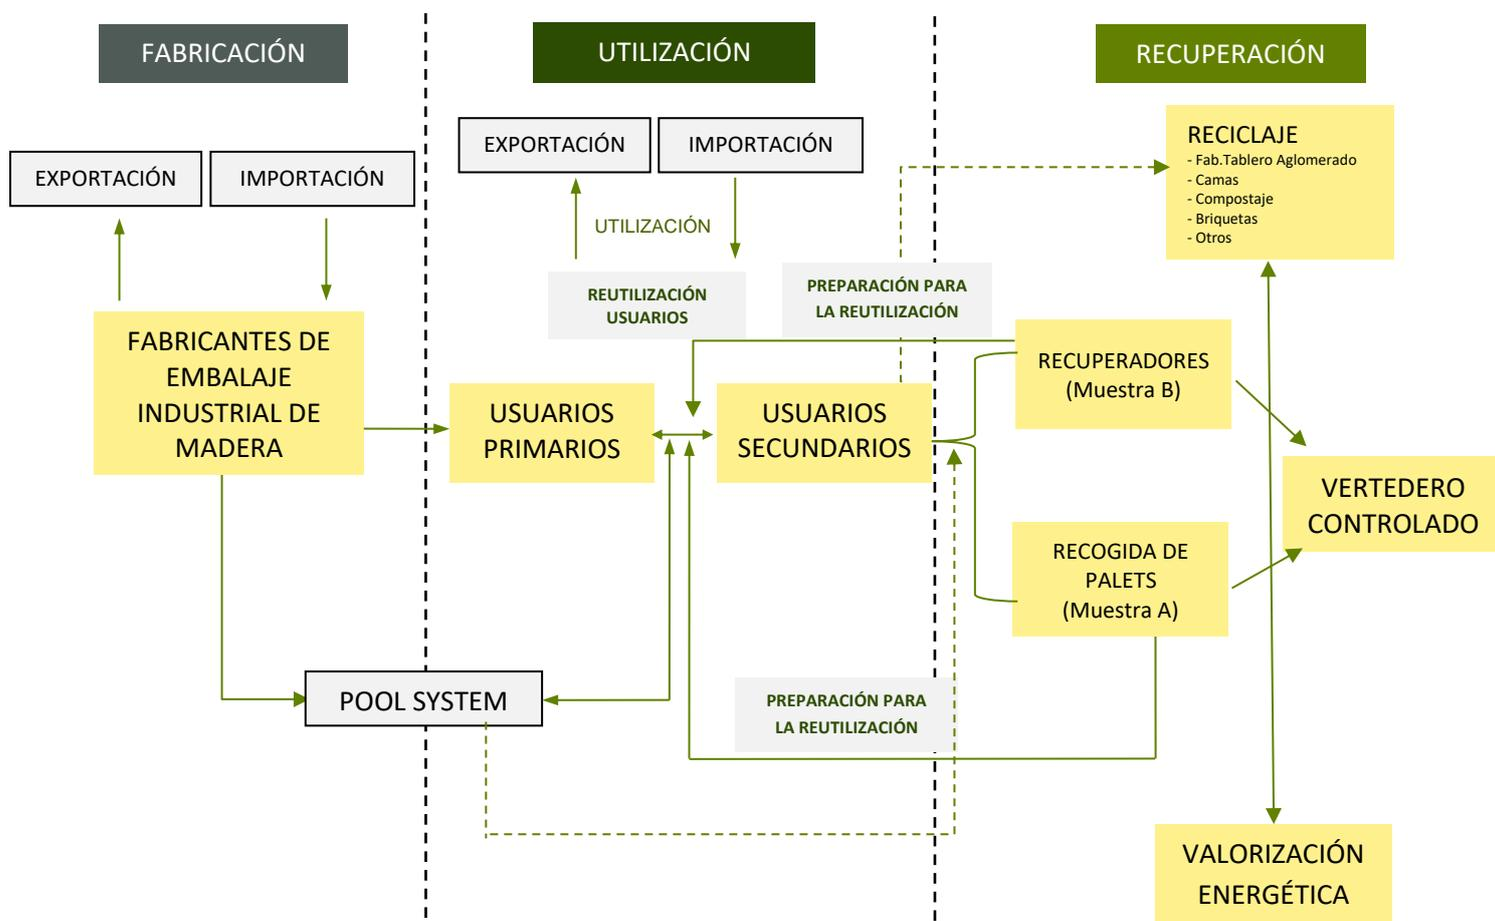 FABRICACIÓN
UTILIZACIÓN
RECUPERACIÓN
EXPORTACIÓN
IMPORTACIÓN
FABRICANTES DE
EMBALAJE
INDUSTRIAL DE
MADERA
EXPORTACIÓN
IMPORTACIÓN
UTILIZACIÓN
REUTILIZACIÓN
USUARIOS
PREPARACIÓN PARA
LA REUTILIZACIÓN
USUARIOS
PRIMARIOS
USUARIOS
SECUNDARIOS
POOL SYSTEM
PREPARACIÓN PARA
LA REUTILIZACIÓN
RECICLAJE
- Fab.Tablero Aglomerado
- Camas
- Compostaje
- Briquetas
- Otros
RECUPERADORES
(Muestra B)
VERTEDERO
CONTROLADO
RECOGIDA DE
PALETS
(Muestra A)
VALORIZACIÓN
ENERGÉTICA